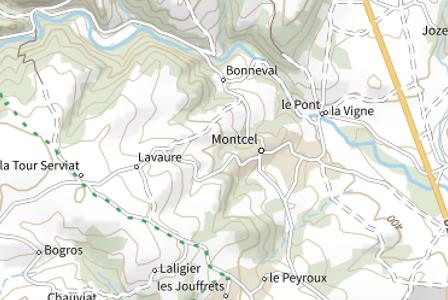 Joze
Bonneval
le Pont
la Vigne
Montcel
Lavaure
la Tour Serviat
400
Bogros
Laligier
le Peyroux
les Jouffrets
Chauviat